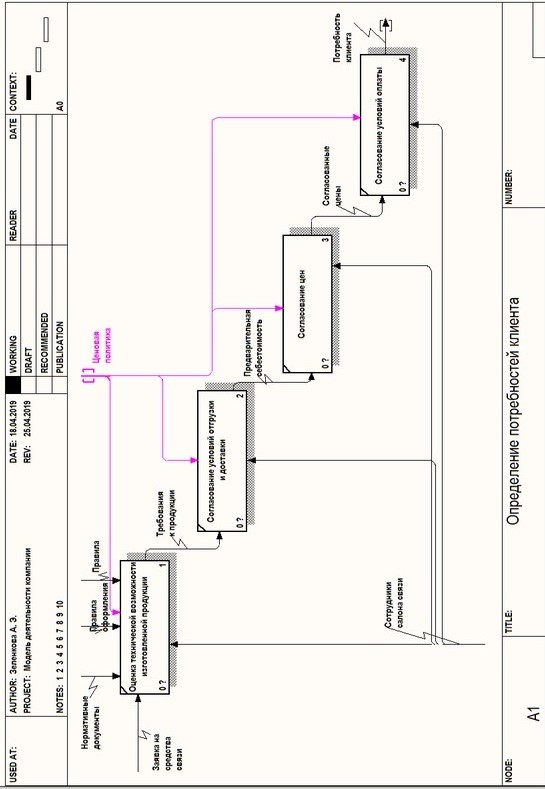 USED AT:
AUTHOR: Зеленкова А. Э.
DATE: 18.04.2019
PROJECT: Модель деятельности компании
REV: 25.04.2019
NOTES: 1 2 3 4 5 6 7 8 9 10
WORKING
DRAFT
RECOMMENDED
PUBLICATION
READER
DATE
CONTEXT:
A0
Нормативные
документы
Правила
оформления
Правила
Ценовая
политика
Заявка на
средства
связи
Оценка технической возможности
изготовленной продукции
0 ?
1
Требования
к продукции
Согласование условий отгрузки
и доставки
0 ?
2
Предварительная
себестоимость
Согласование цен
0 ?
3
Согласованные
цены
Согласование условий оплаты
0 ?
4
Потребность
клиента
Сотрудники
салона связи
NODE:
A1
TITLE:
Определение потребностей клиента
NUMBER: